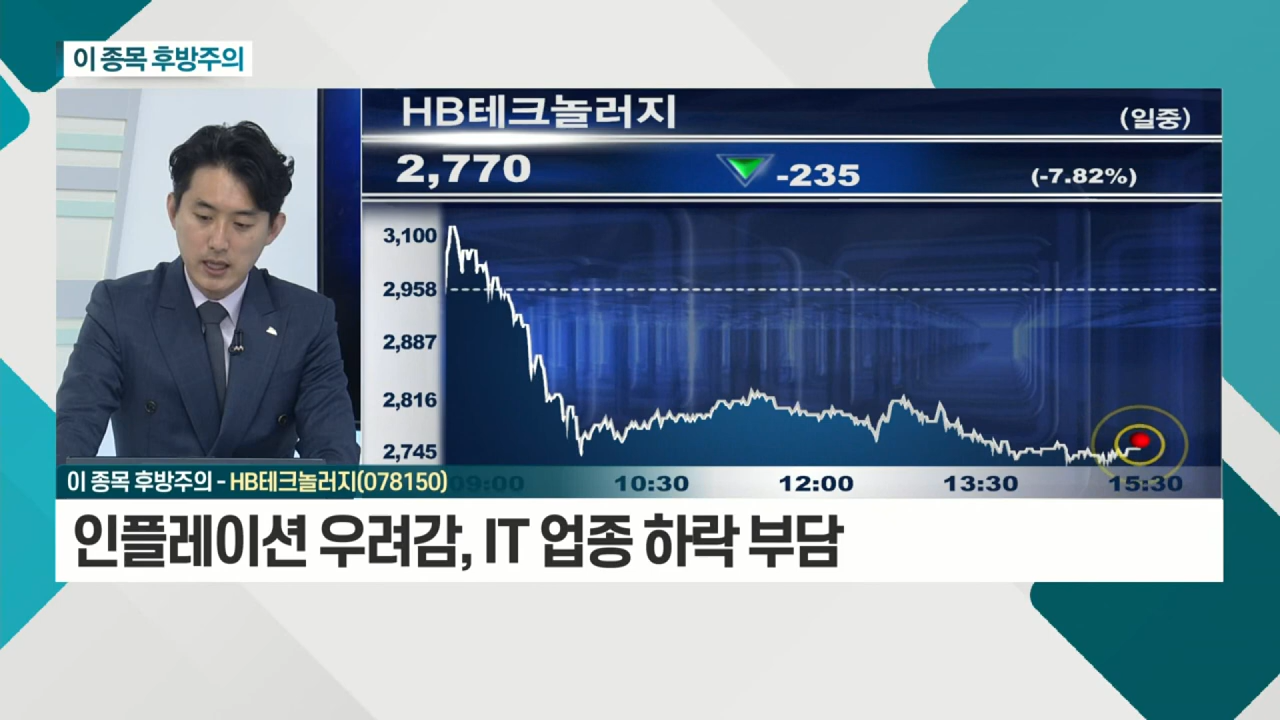 이 종목 후방주의
HB테크놀러지
(일중)
2,770 -235 (-7.82%)
3,100
2,958
2,887
2,816
2,745
09:00 10:30 12:00 13:30 15:30
이 종목 후방주의 - HB테크놀러지(078150)
인플레이션 우려감, IT 업종 하락 부담